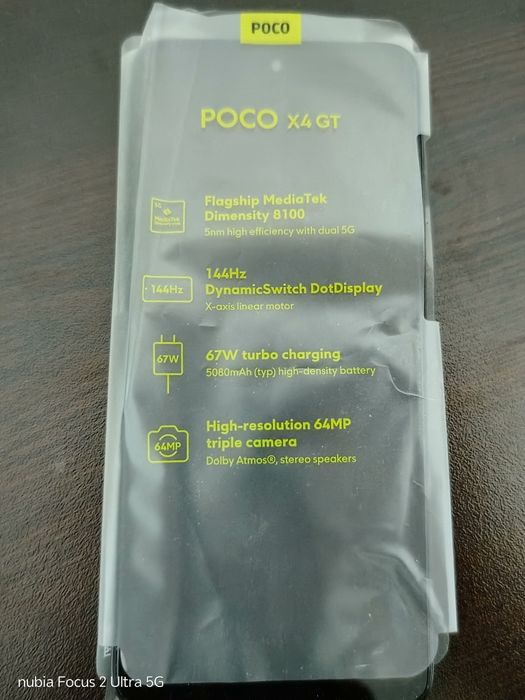 POCO
POCO X4 GT
5G
MediaTek
Flagship MediaTek
Dimensity 8100
5nm high efficiency with dual 5G
144Hz
144Hz
DynamicSwitch DotDisplay
X-axis linear motor
67W
67W turbo charging
5080mAh (typ) high-density battery
64MP
High-resolution 64MP
triple camera
Dolby Atmos®, stereo speakers
nubia Focus 2 Ultra 5G